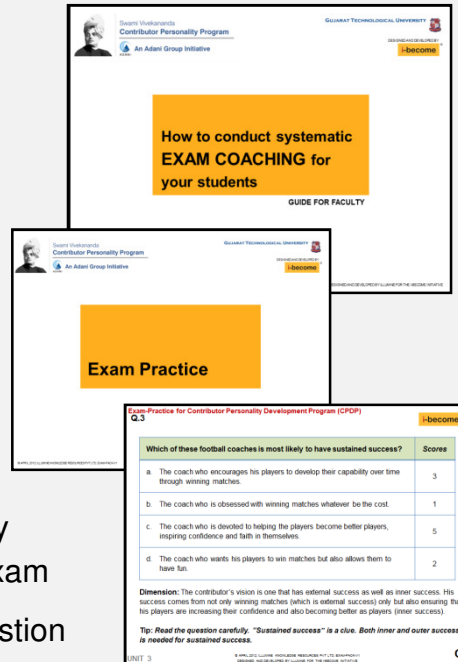 Swami Vivekananda
Contributor Personality Program
An Adani Group Initiative
GUJARAT TECHNOLOGICAL UNIVERSITY
i-become
How to conduct systematic
EXAM COACHING for
your students
GUIDE FOR FACULTY
Swami Vivekananda
Contributor Personality Program
An Adani Group Initiative
GUJARAT TECHNOLOGICAL UNIVERSITY
i-become
Exam Practice
Exam-Practice for Contributor Personality Development Program (CPDP)
Q.3
i-become
Which of these football coaches is most likely to have sustained success? Scores
a. The coach who encourages his players to develop their capability over time
through winning matches.
3
b. The coach who is obsessed with winning matches whatever be the cost.
1
c. The coach who is devoted to helping the players become better players,
inspiring confidence and faith in themselves.
5
d. The coach who wants his players to win matches but also allows them to
have fun.
2
Dimension: The contributor's vision is one that has external success as well as inner success. His
success comes from not only winning matches (which is external success) only but also ensuring that
his players are increasing their confidence and also becoming better as players (inner success).
Tip: Read the question carefully. "Sustained success" is a clue. Both inner and outer success
is needed for sustained success.
UNIT 3
y
xam
stion